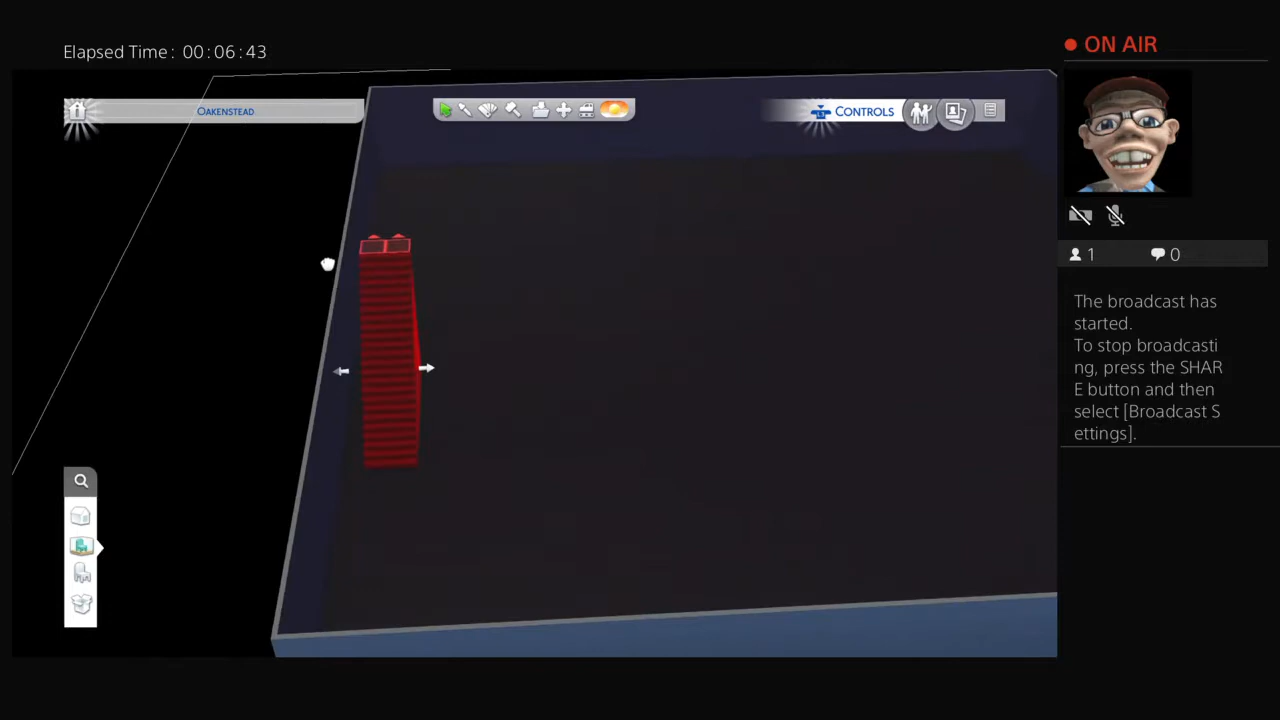 Elapsed Time: 00:06:43
ON AIR
OAKENSTEAD
L3 CONTROLS
1 0
The broadcast has
started.
To stop broadcasti
ng, press the SHAR
E button and then
select [Broadcast S
ettings].